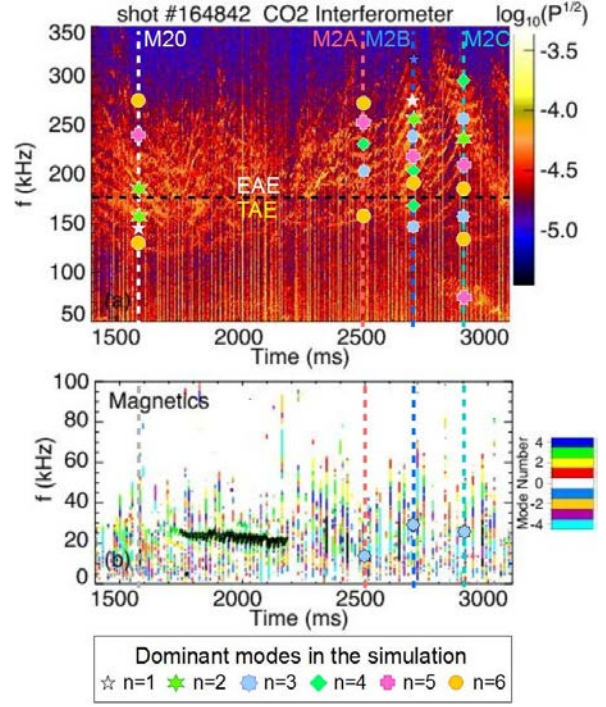 shot #164842 CO2 Interferometer log₁₀(P^1/2)
M20 M2A M2B M2C
350
300
250
200
150
100
50
f (kHz)
EAE
TAE
(a)
-3.5
-4.0
-4.5
-5.0
1500 2000 2500 3000
Time (ms)
100
80
60
40
20
0
f (kHz)
Magnetics
(b)
Mode Number
4
2
0
-2
-4
1500 2000 2500 3000
Time (ms)
Dominant modes in the simulation
n=1 n=2 n=3 n=4 n=5 n=6